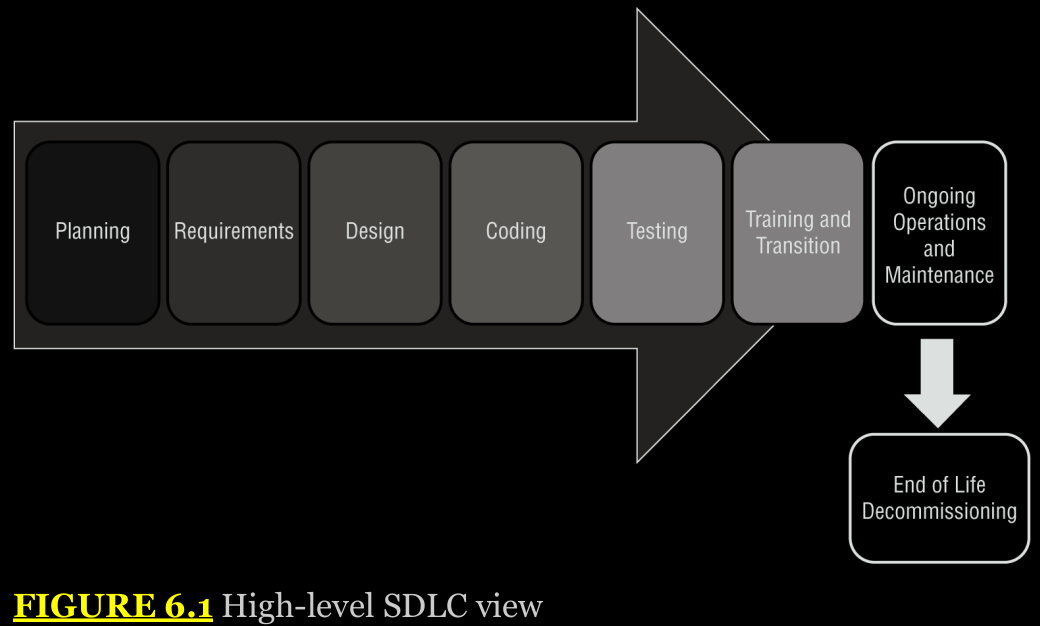 Planning
Requirements
Design
Coding
Testing
Training and
Transition
Ongoing
Operations
and
Maintenance
End of Life
Decommissioning
FIGURE 6.1 High-level SDLC view